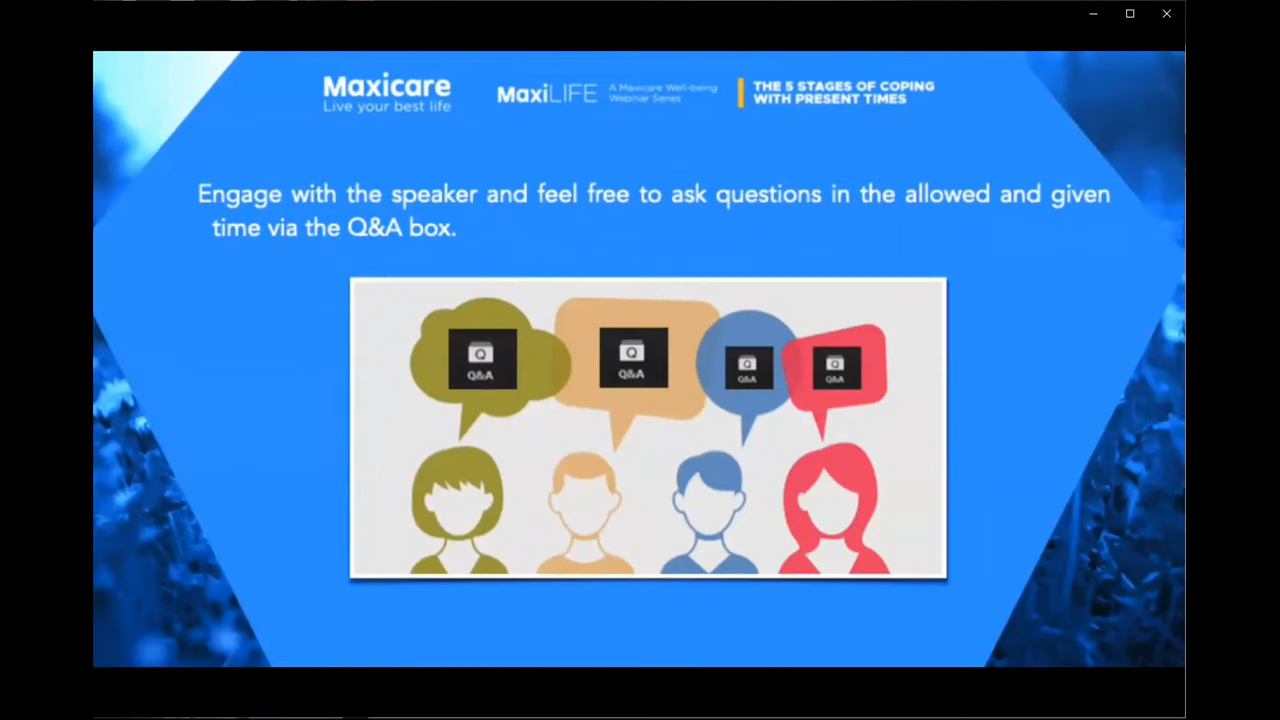 Maxicare
Live your best life
MaxiLIFE
A Maxicare Well-being
Webinar Series
THE 5 STAGES OF COPING
WITH PRESENT TIMES
Engage with the speaker and feel free to ask questions in the allowed and given
time via the Q&A box.
Q
Q&A
Q
Q&A
Q
Q&A
Q
Q&A